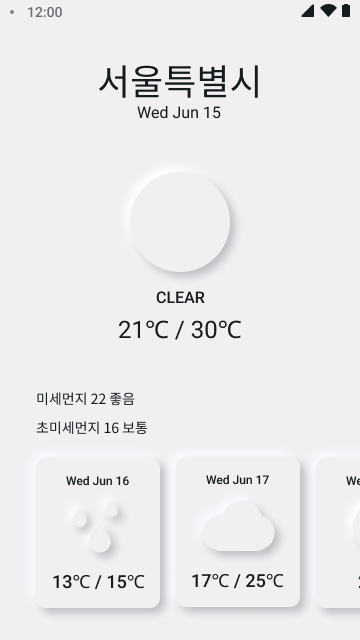 12:00
서울특별시
Wed Jun 15
CLEAR
21℃ / 30℃
미세먼지 22 좋음
초미세먼지 16 보통
Wed Jun 16
13℃ / 15℃
Wed Jun 17
17℃ / 25℃
We